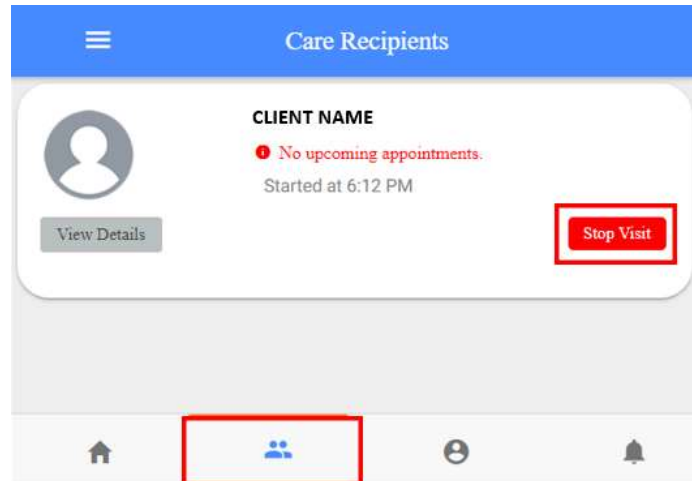 Care Recipients
CLIENT NAME
No upcoming appointments.
Started at 6:12 PM
View Details
Stop Visit